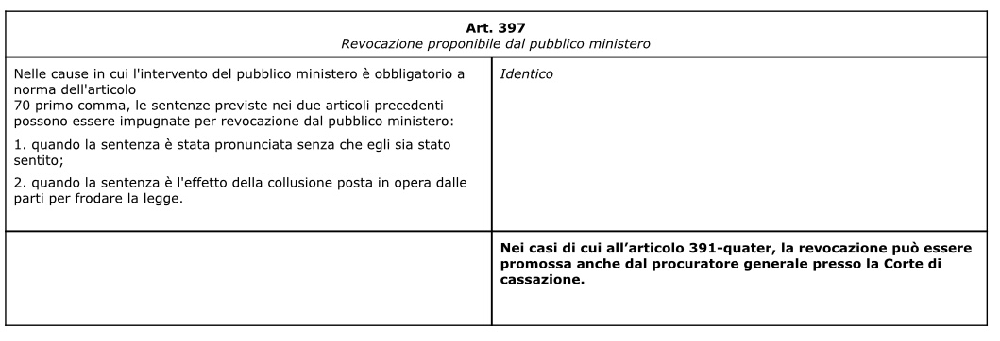 Art. 397
Revocazione proponibile dal pubblico ministero
Nelle cause in cui l'intervento del pubblico ministero è obbligatorio a
norma dell'articolo
70 primo comma, le sentenze previste nei due articoli precedenti
possono essere impugnate per revocazione dal pubblico ministero:
1. quando la sentenza è stata pronunciata senza che egli sia stato
sentito;
2. quando la sentenza è l'effetto della collusione posta in opera dalle
parti per frodare la legge.
Identico
Nei casi di cui all’articolo 391-quater, la revocazione può essere
promossa anche dal procuratore generale presso la Corte di
cassazione.